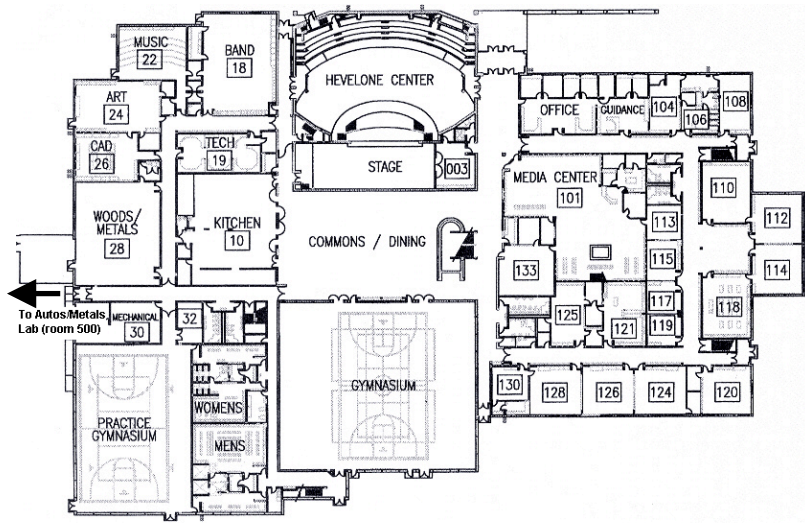 MUSIC
22
BAND
18
HEVELONE CENTER
ART
24
OFFICE
GUIDANCE
104
106
108
CAD
26
TECH
19
STAGE
003
MEDIA CENTER
101
110
WOODS/
METALS
28
KITCHEN
10
COMMONS / DINING
113
112
133
115
114
To Autos/Metals
Lab (room 500)
MECHANICAL
30
32
125
121
117
119
118
GYMNASIUM
WOMENS
PRACTICE
GYMNASIUM
MENS
130
128
126
124
120